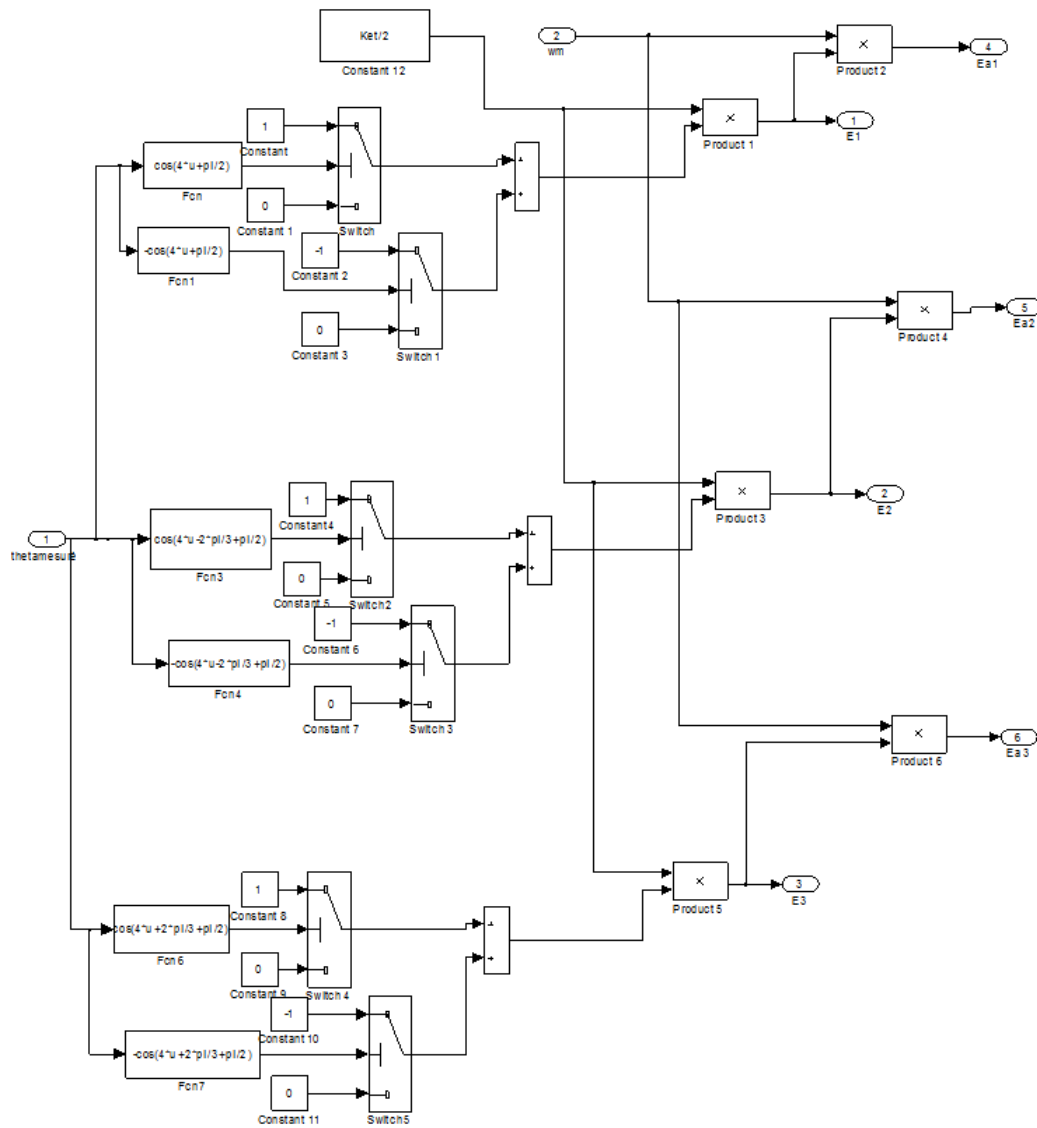 Ket/2
Constant 12
2
wm
×
Product 2
4
Ea1
1
Constant
×
Product 1
1
E1
cos(4*u+pi/2)
Fcn
0
Constant 1
Switch
+
+
-cos(4*u+pi/2)
Fcn1
-1
Constant 2
0
Constant 3
Switch 1
×
Product 4
5
Ea2
1
Constant4
×
Product 3
2
E2
1
thetamesuré
cos(4*u-2*pi/3+pi/2)
Fcn3
0
Constant 5
Switch2
+
+
-1
Constant 6
-cos(4*u-2*pi/3+pi/2)
Fcn4
0
Constant 7
Switch 3
×
Product 6
6
Ea3
1
Constant 8
×
Product 5
3
E3
cos(4*u+2*pi/3+pi/2)
Fcn6
0
Constant 9
Switch 4
+
+
-1
Constant 10
-cos(4*u+2*pi/3+pi/2)
Fcn7
0
Constant 11
Switch5